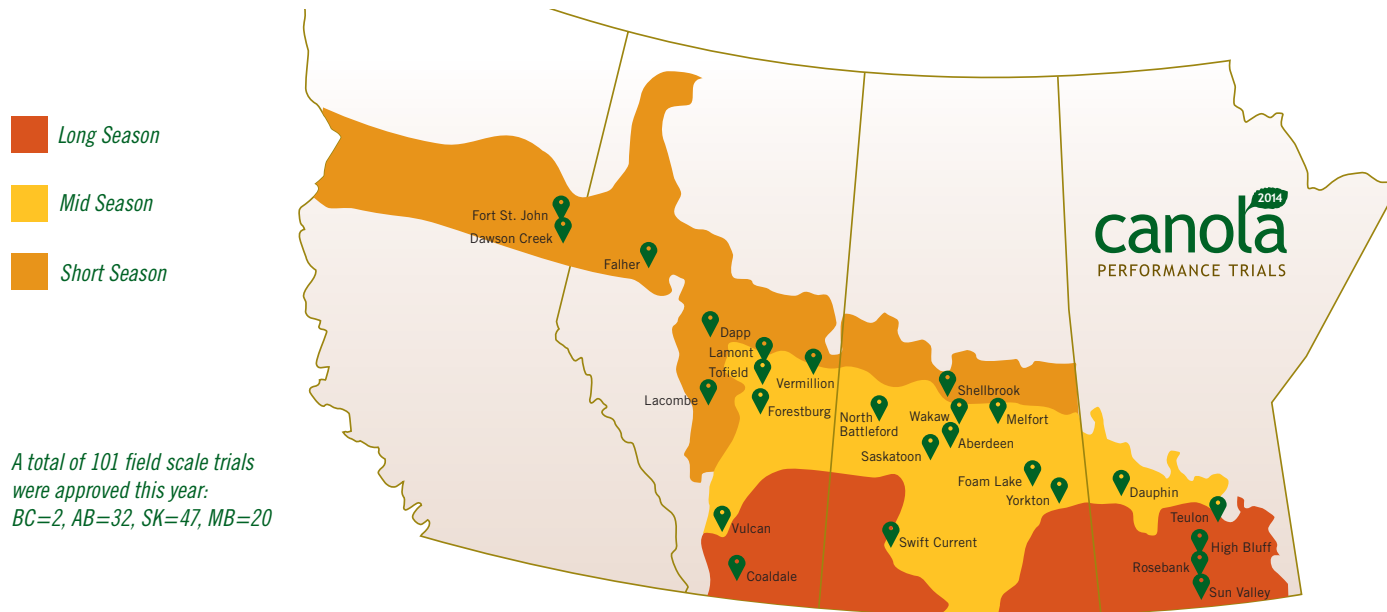 Long Season
Mid Season
Short Season
A total of 101 field scale trials
were approved this year:
BC=2, AB=32, SK=47, MB=20
2014
canola
PERFORMANCE TRIALS
Fort St. John
Dawson Creek
Falher
Dapp
Lamont
Tofield
Vermillion
Lacombe
Forestburg
Vulcan
Coaldale
Shellbrook
North
Battleford
Wakaw
Melfort
Aberdeen
Saskatoon
Foam Lake
Yorkton
Swift Current
Dauphin
Teulon
High Bluff
Rosebank
Sun Valley